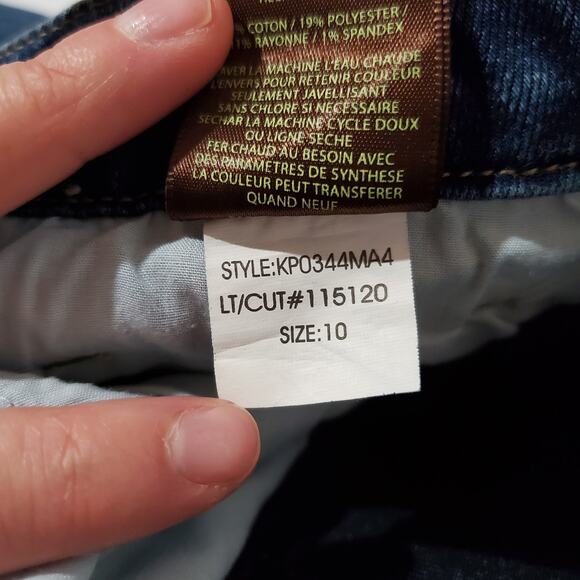 COTON / 19% POLYESTER /
RAYONNE / 1% SPANDEX
LAVER LA MACHINE L'EAU CHAUDE
L'ENVERS POUR RETENIR COULEUR
SEULEMENT JAVELLISANT
SANS CHLORE SI NECESSAIRE
SECHAR LA MACHINE CYCLE DOUX
OU LIGNE SECHE
FER CHAUD AU BESOIN AVEC
DES PARAMETRES DE SYNTHESE
LA COULEUR PEUT TRANSFERER
QUAND NEUF
STYLE:KP0344MA4
LT/CUT#115120
SIZE:10